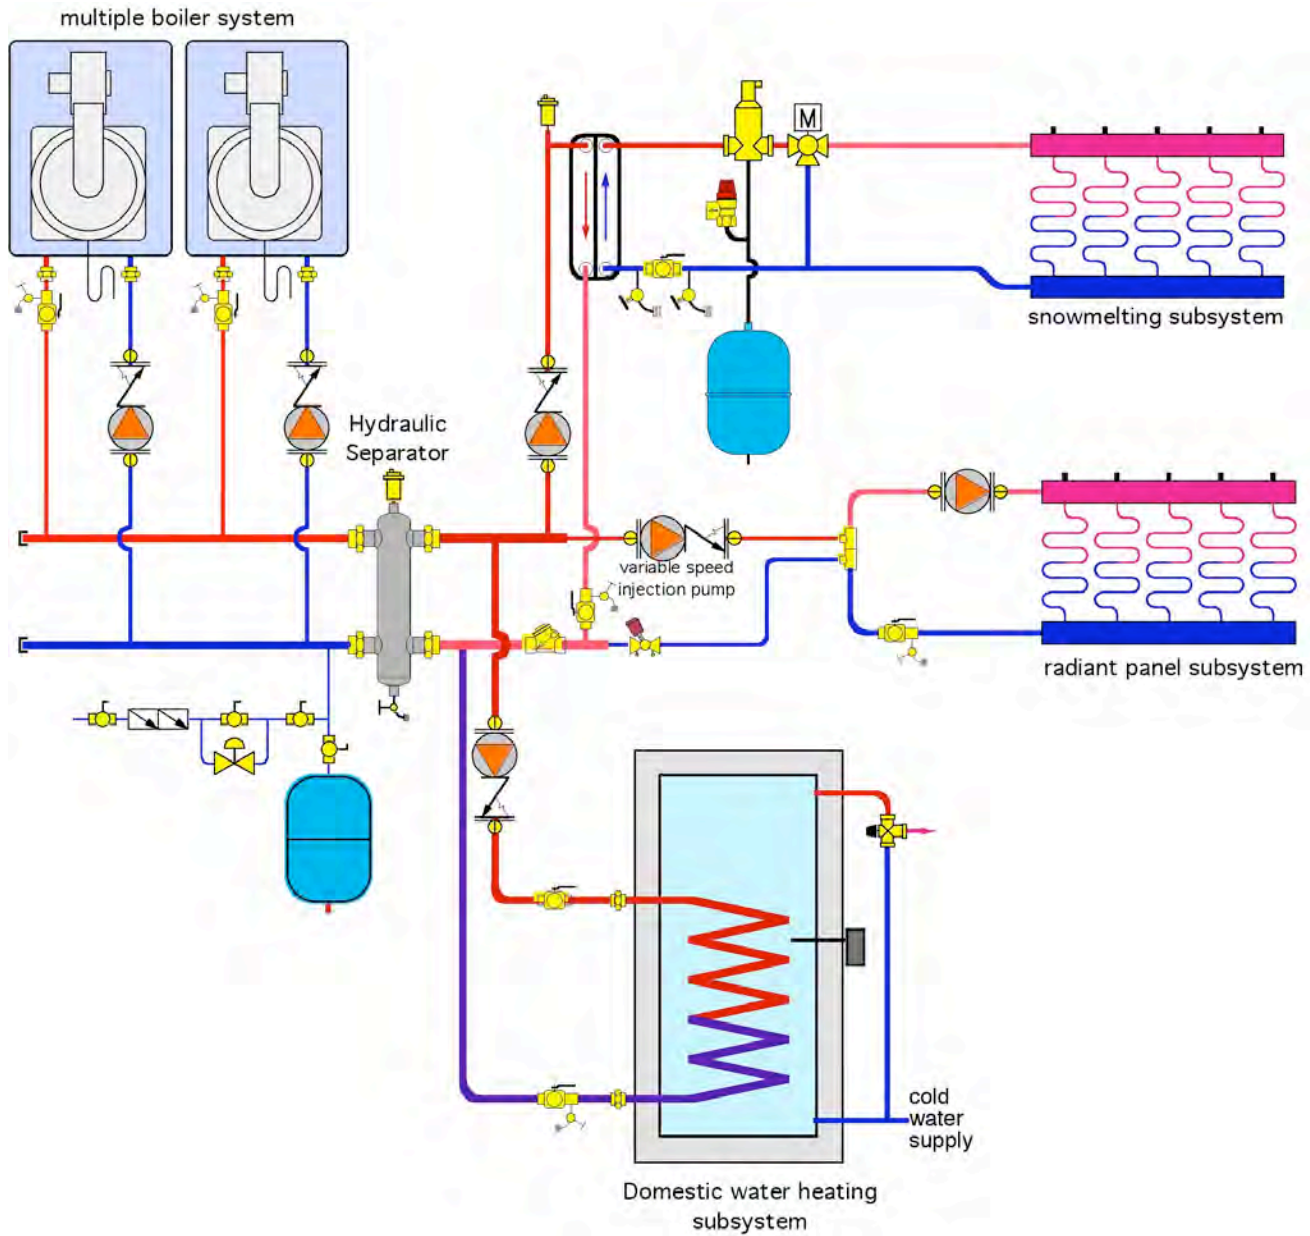 multiple boiler system
M
snowmelting subsystem
Hydraulic
Separator
variable speed
injection pump
radiant panel subsystem
cold
water
supply
Domestic water heating
subsystem